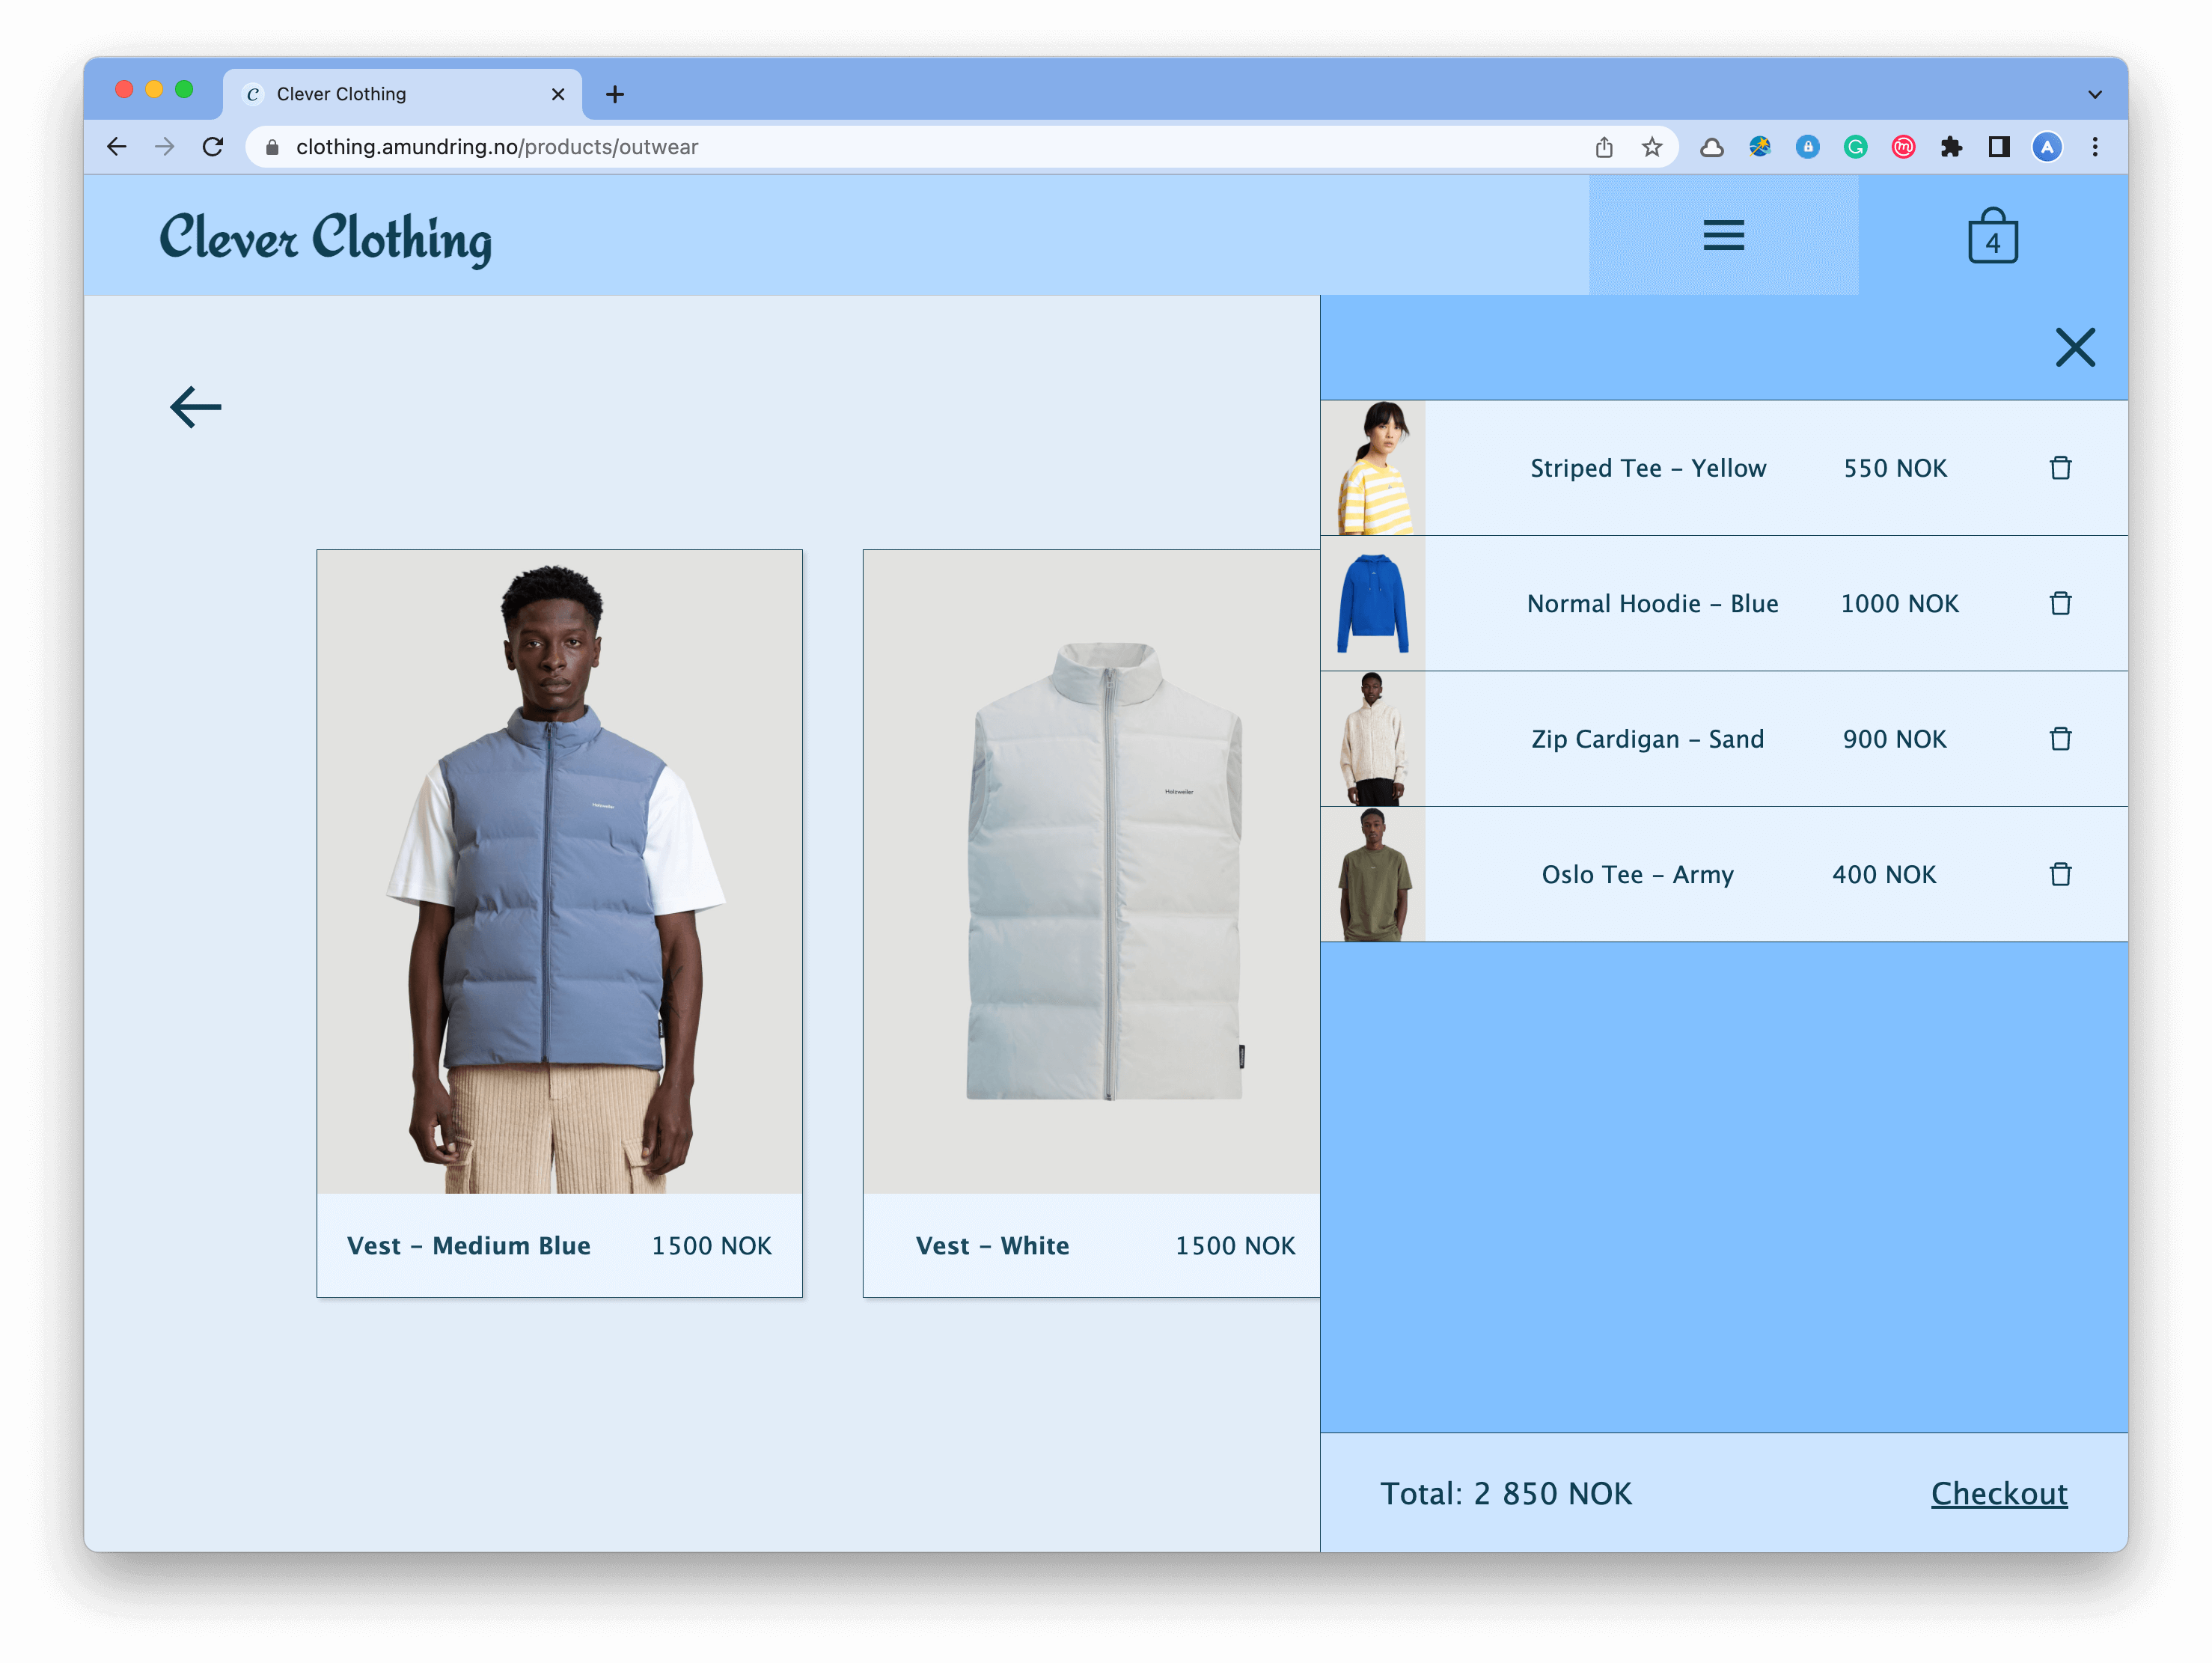 Clever Clothing
clothing.amundring.no/products/outwear
A
Clever Clothing
4
Striped Tee – Yellow 550 NOK
Normal Hoodie – Blue 1000 NOK
Zip Cardigan – Sand 900 NOK
Oslo Tee – Army 400 NOK
Holzweiler
Holzweiler
Vest – Medium Blue 1500 NOK
Vest – White 1500 NOK
Total: 2 850 NOK Checkout